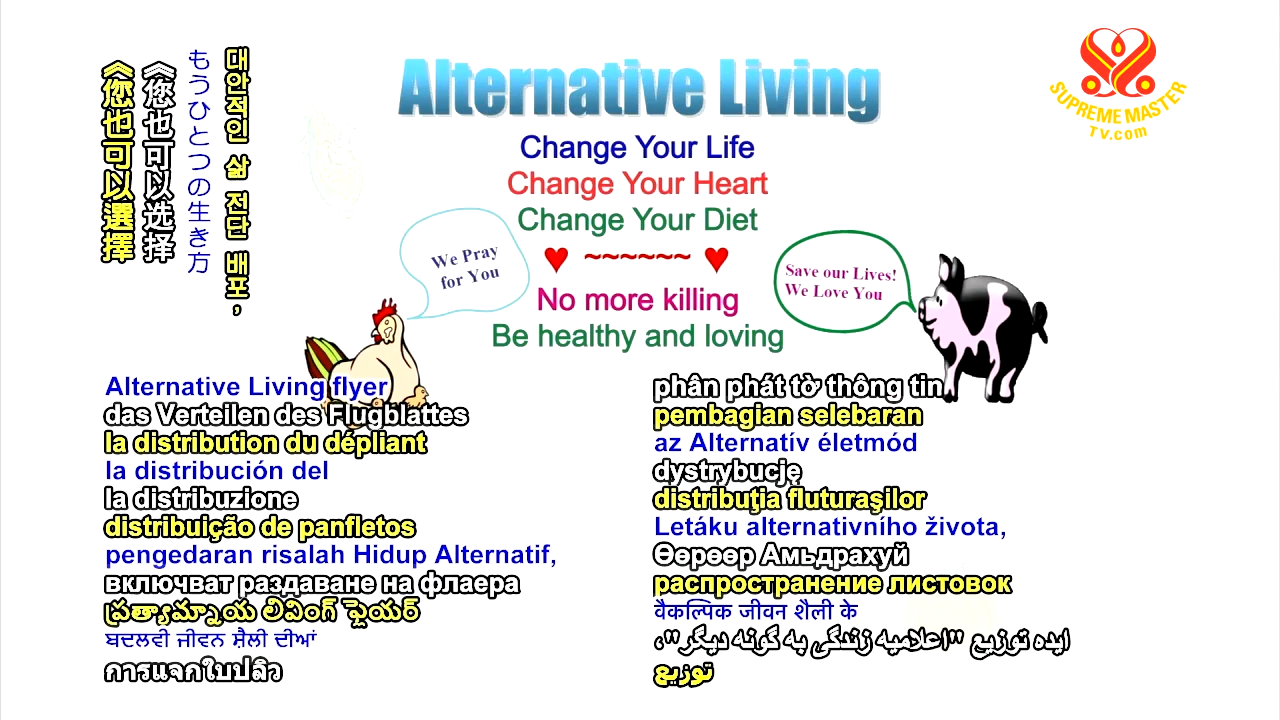 Alternative Living
Change Your Life
Change Your Heart
Change Your Diet
♥ ~~~~~~ ♥
No more killing
Be healthy and loving
We Pray
for You
Save our Lives!
We Love You
SUPREME MASTER
TV.com
《您也可以選擇
《您也可以选择
もうひとつの生き方
대안적인 삶 전단 배포,
Alternative Living flyer
das Verteilen des Flugblattes
la distribution du dépliant
la distribución del
la distribuzione
distribuição de panfletos
pengedaran risalah Hidup Alternatif,
включват раздаване на флаера
ప్రత్యామ్నాయ లివింగ్ ఫ్లైయర్
ਬਦਲਵੀ ਜੀਵਨ ਸ਼ੈਲੀ ਦੀਆਂ
การแจกใบปลิว
phân phát tờ thông tin
pembagian selebaran
az Alternatív életmód
dystrybucję
distribuţia fluturaşilor
Letáku alternativního života,
Өөрөөр Амьдрахуй
распространение листовок
वैकल्पिक जीवन शैली के
ایده توزیع "اعلامیه زندگی به گونه دیگر"،
توزيع